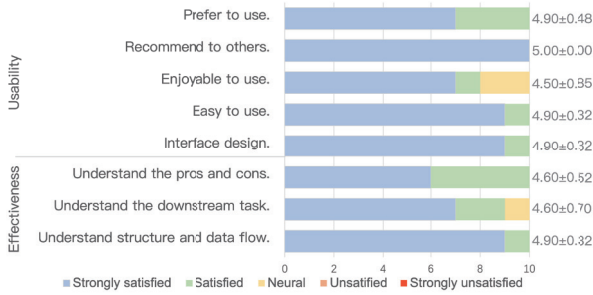 Usability
Prefer to use. 4.90±0.48
Recommend to others. 5.00±0.00
Enjoyable to use. 4.50±0.85
Easy to use. 4.90±0.32
Interface design. 4.90±0.32
Effectiveness
Understand the pros and cons. 4.60±0.52
Understand the downstream task. 4.60±0.70
Understand structure and data flow. 4.90±0.32
0 2 4 6 8 10
Strongly satisfied Satisfied Neural Unsatified Strongly unsatisfied